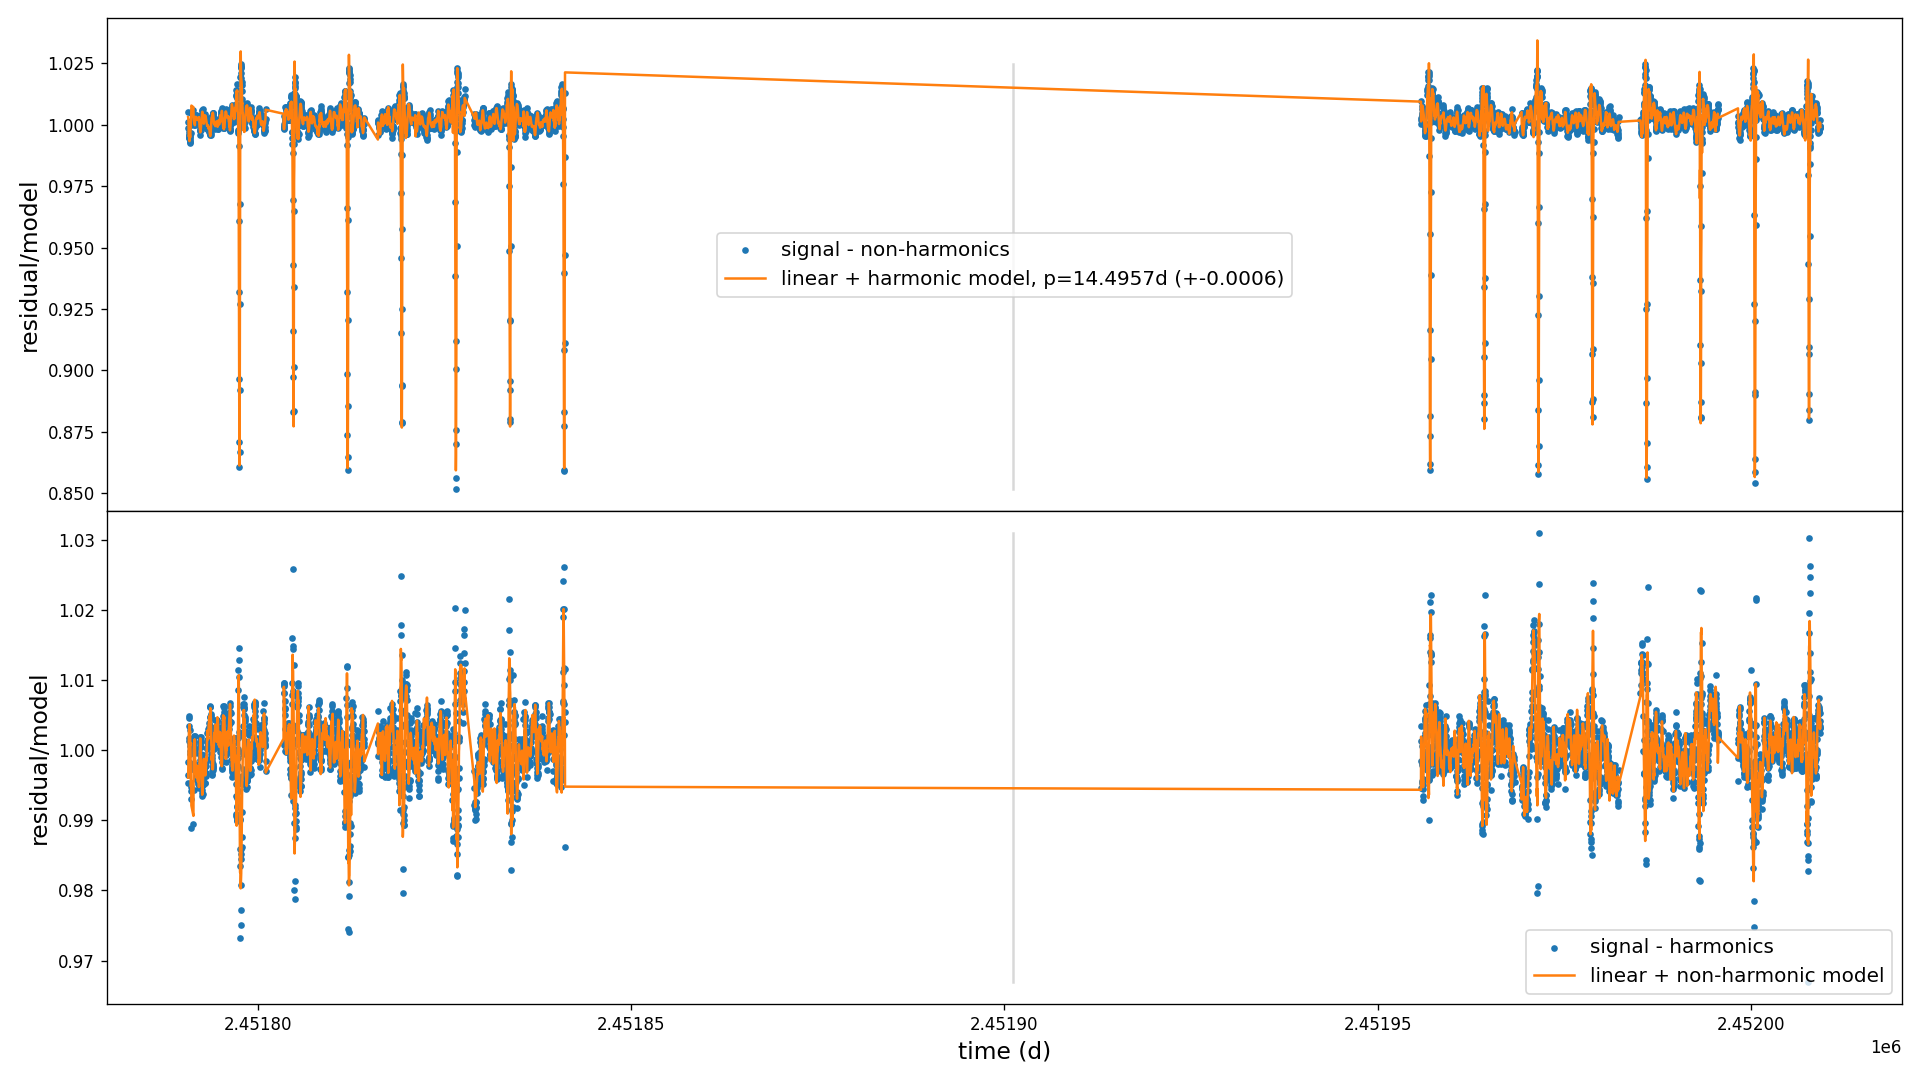 1.025
1.000
0.975
0.950
0.925
0.900
0.875
0.850
residual/model
signal - non-harmonics
linear + harmonic model, p=14.4957d (+-0.0006)
1.03
1.02
1.01
1.00
0.99
0.98
0.97
residual/model
signal - harmonics
linear + non-harmonic model
2.45180 2.45185 2.45190 2.45195 2.45200
time (d)
1e6